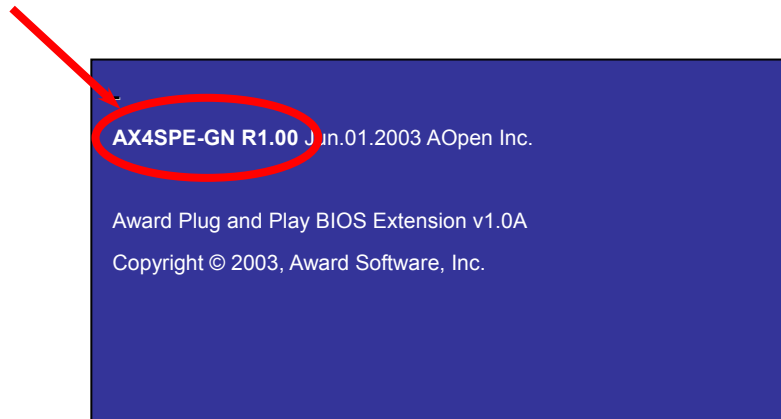 AX4SPE-GN R1.00 Jun.01.2003 AOpen Inc.
Award Plug and Play BIOS Extension v1.0A
Copyright © 2003, Award Software, Inc.